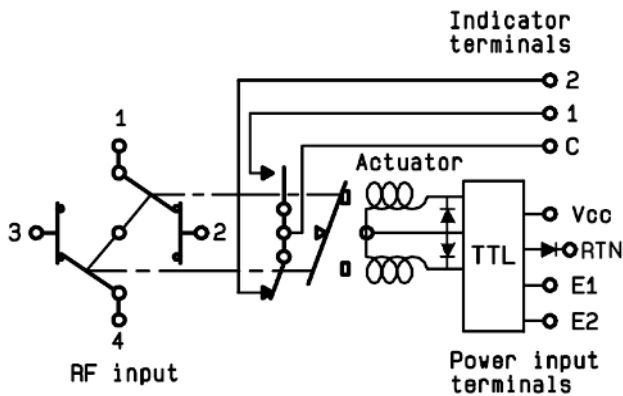 Indicator
terminals
2
1
C
1
Actuator
3
2
TTL
Vcc
RTN
E1
E2
4
RF input
Power input
terminals